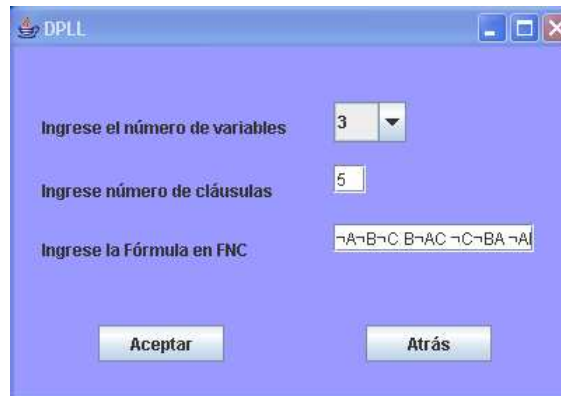 DPLL
Ingrese el número de variables 3
Ingrese número de cláusulas 5
Ingrese la Fórmula en FNC ¬A¬B¬C B¬AC ¬C¬BA
Aceptar Atrás